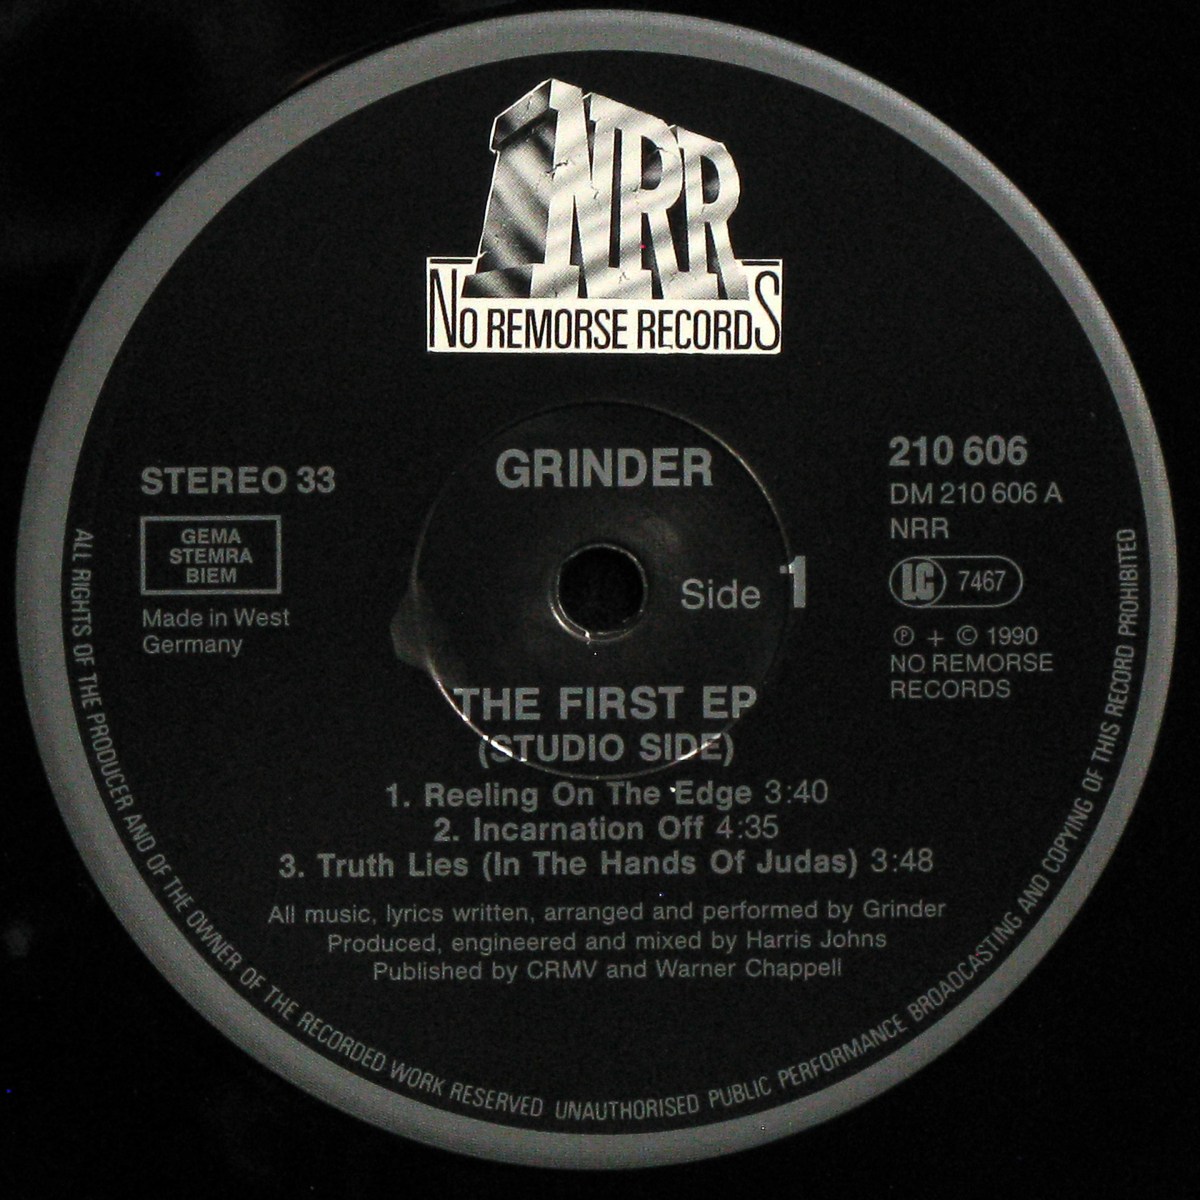 NRR
NO REMORSE RECORDS
GRINDER
STEREO 33
GEMA
STEMRA
BIEM
Made in West
Germany
210 606
DM 210 606 A
NRR
LC 7467
Ⓟ + © 1990
NO REMORSE
RECORDS
Side 1
THE FIRST EP
(STUDIO SIDE)
1. Reeling On The Edge 3:40
2. Incarnation Off 4:35
3. Truth Lies (In The Hands Of Judas) 3:48
All music, lyrics written, arranged and performed by Grinder
Produced, engineered and mixed by Harris Johns
Published by CRMV and Warner Chappell
ALL RIGHTS OF THE PRODUCER AND OF THE OWNER OF THE RECORDED WORK RESERVED UNAUTHORISED PUBLIC PERFORMANCE BROADCASTING AND COPYING OF THIS RECORD PROHIBITED